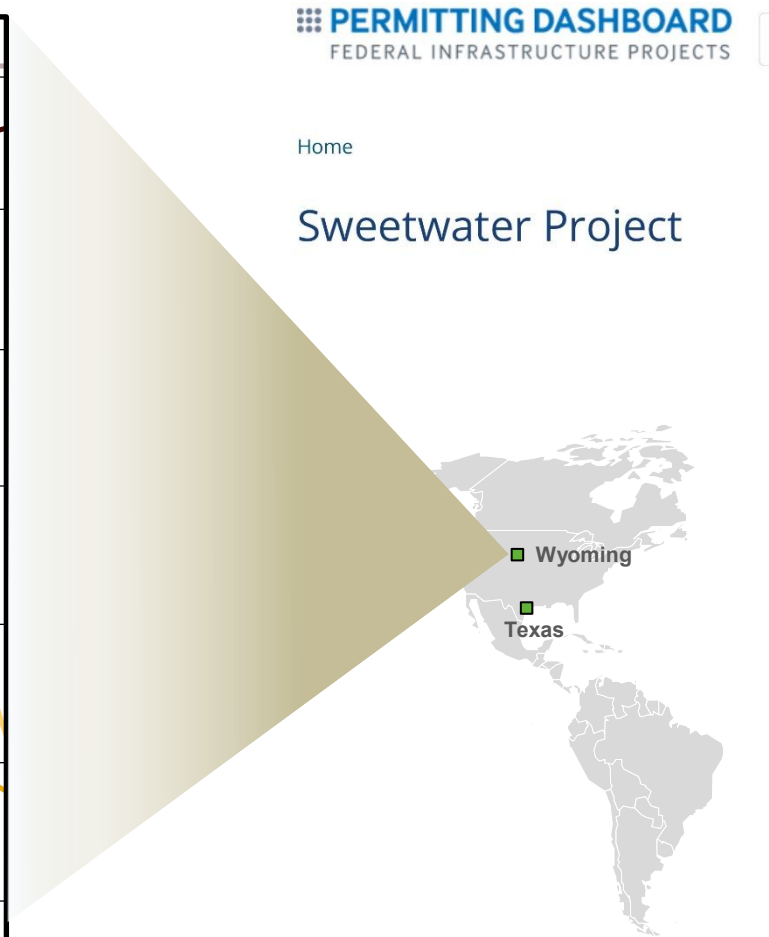 PERMITTING DASHBOARD
FEDERAL INFRASTRUCTURE PROJECTS
Home
Sweetwater Project
Wyoming
Texas